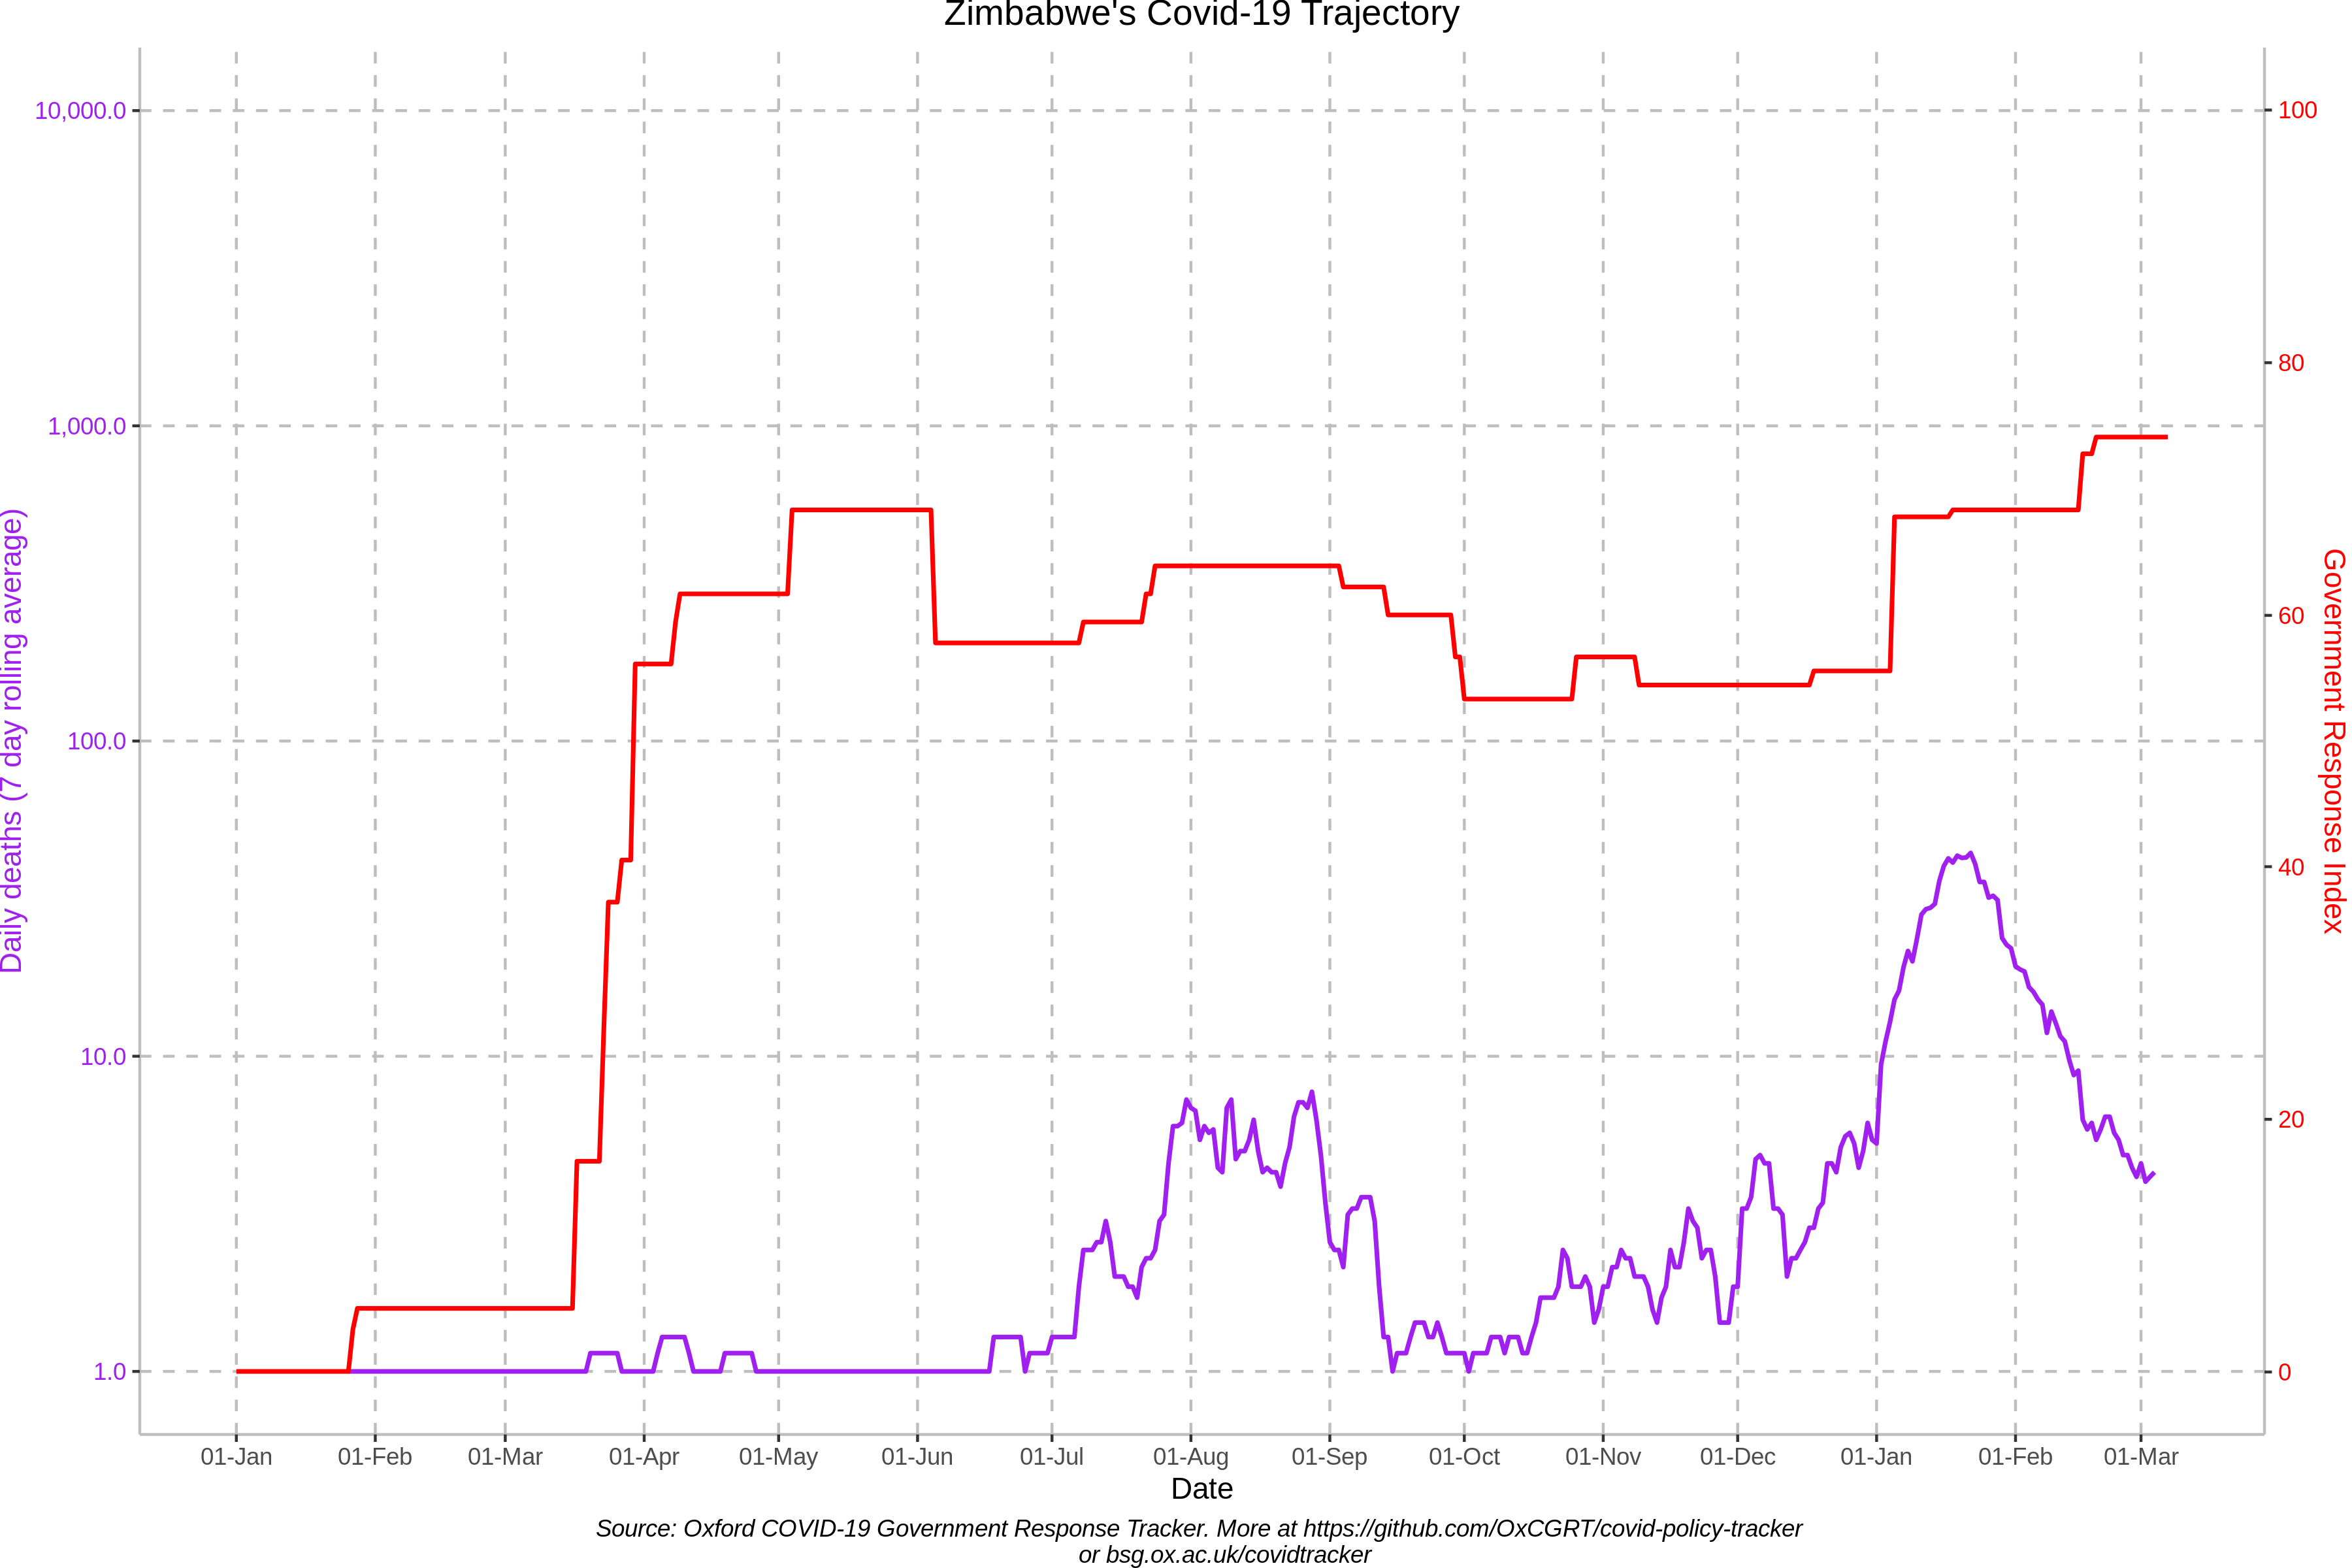 Zimbabwe's Covid-19 Trajectory
10,000.0
1,000.0
100.0
10.0
1.0
Daily deaths (7 day rolling average)
100
80
60
40
20
0
Government Response Index
01-Jan 01-Feb 01-Mar 01-Apr 01-May 01-Jun 01-Jul 01-Aug 01-Sep 01-Oct 01-Nov 01-Dec 01-Jan 01-Feb 01-Mar
Date
Source: Oxford COVID-19 Government Response Tracker. More at https://github.com/OxCGRT/covid-policy-tracker
or bsg.ox.ac.uk/covidtracker